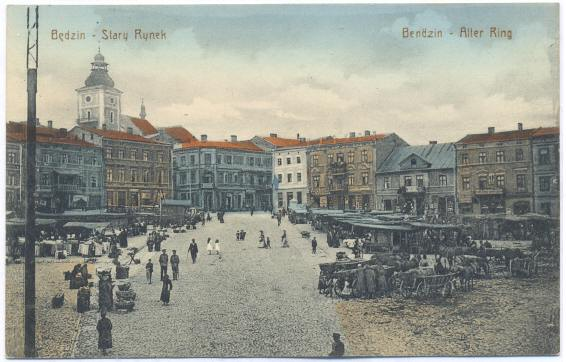 Będzin - Stary Rynek
Bendzin - Alter Ring